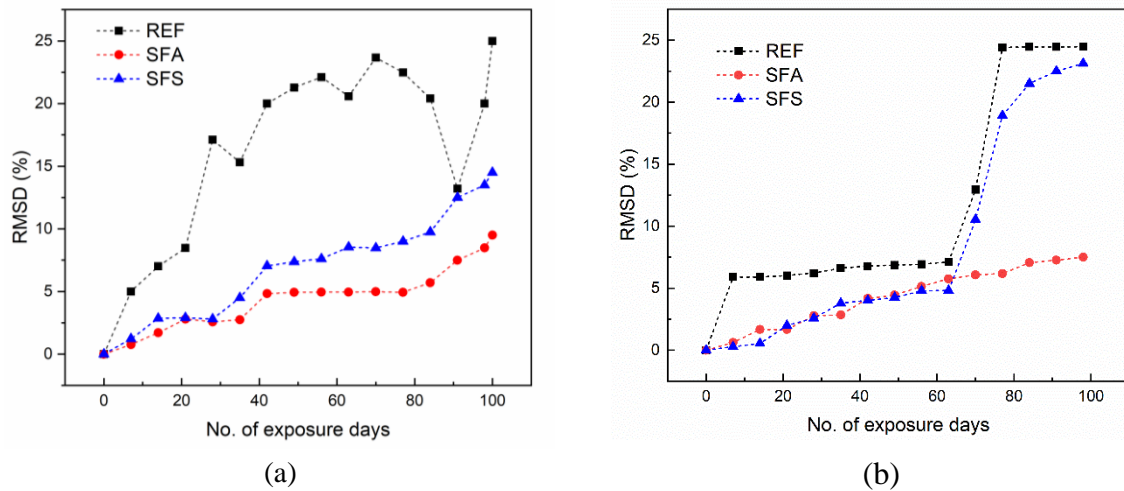 REF
SFA
SFS
RMSD (%)
25
20
15
10
5
0
0 20 40 60 80 100
No. of exposure days
(a)
REF
SFA
SFS
RMSD (%)
25
20
15
10
5
0
0 20 40 60 80 100
No. of exposure days
(b)